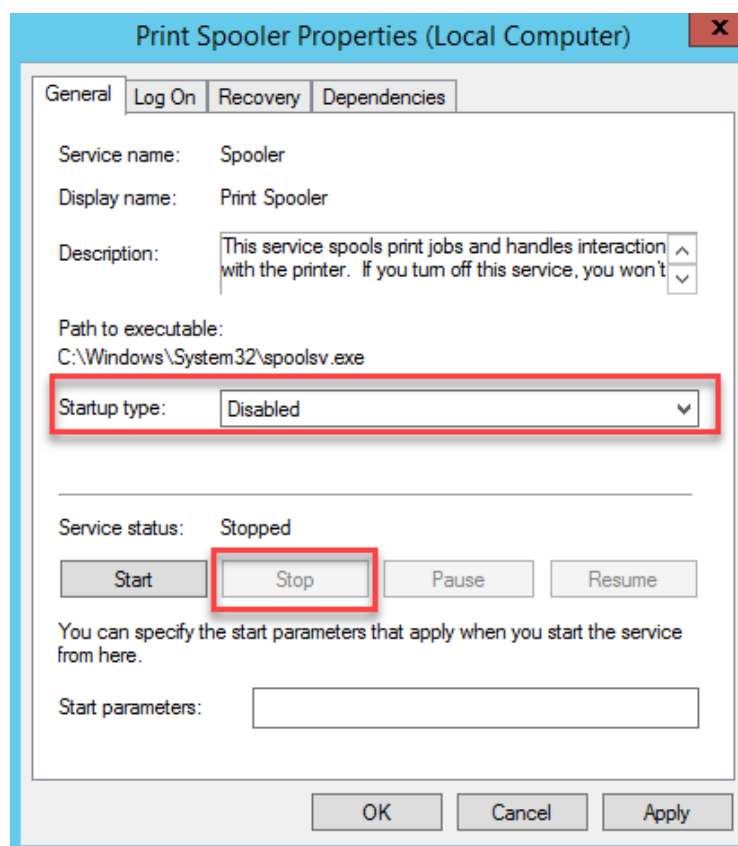 Print Spooler Properties (Local Computer)
x
General Log On Recovery Dependencies
Service name: Spooler
Display name: Print Spooler
Description: This service spools print jobs and handles interaction
with the printer. If you turn off this service, you won't
Path to executable:
C:\Windows\System32\spoolsv.exe
Startup type: Disabled
Service status: Stopped
Start Stop Pause Resume
You can specify the start parameters that apply when you start the service
from here.
Start parameters:
OK Cancel Apply